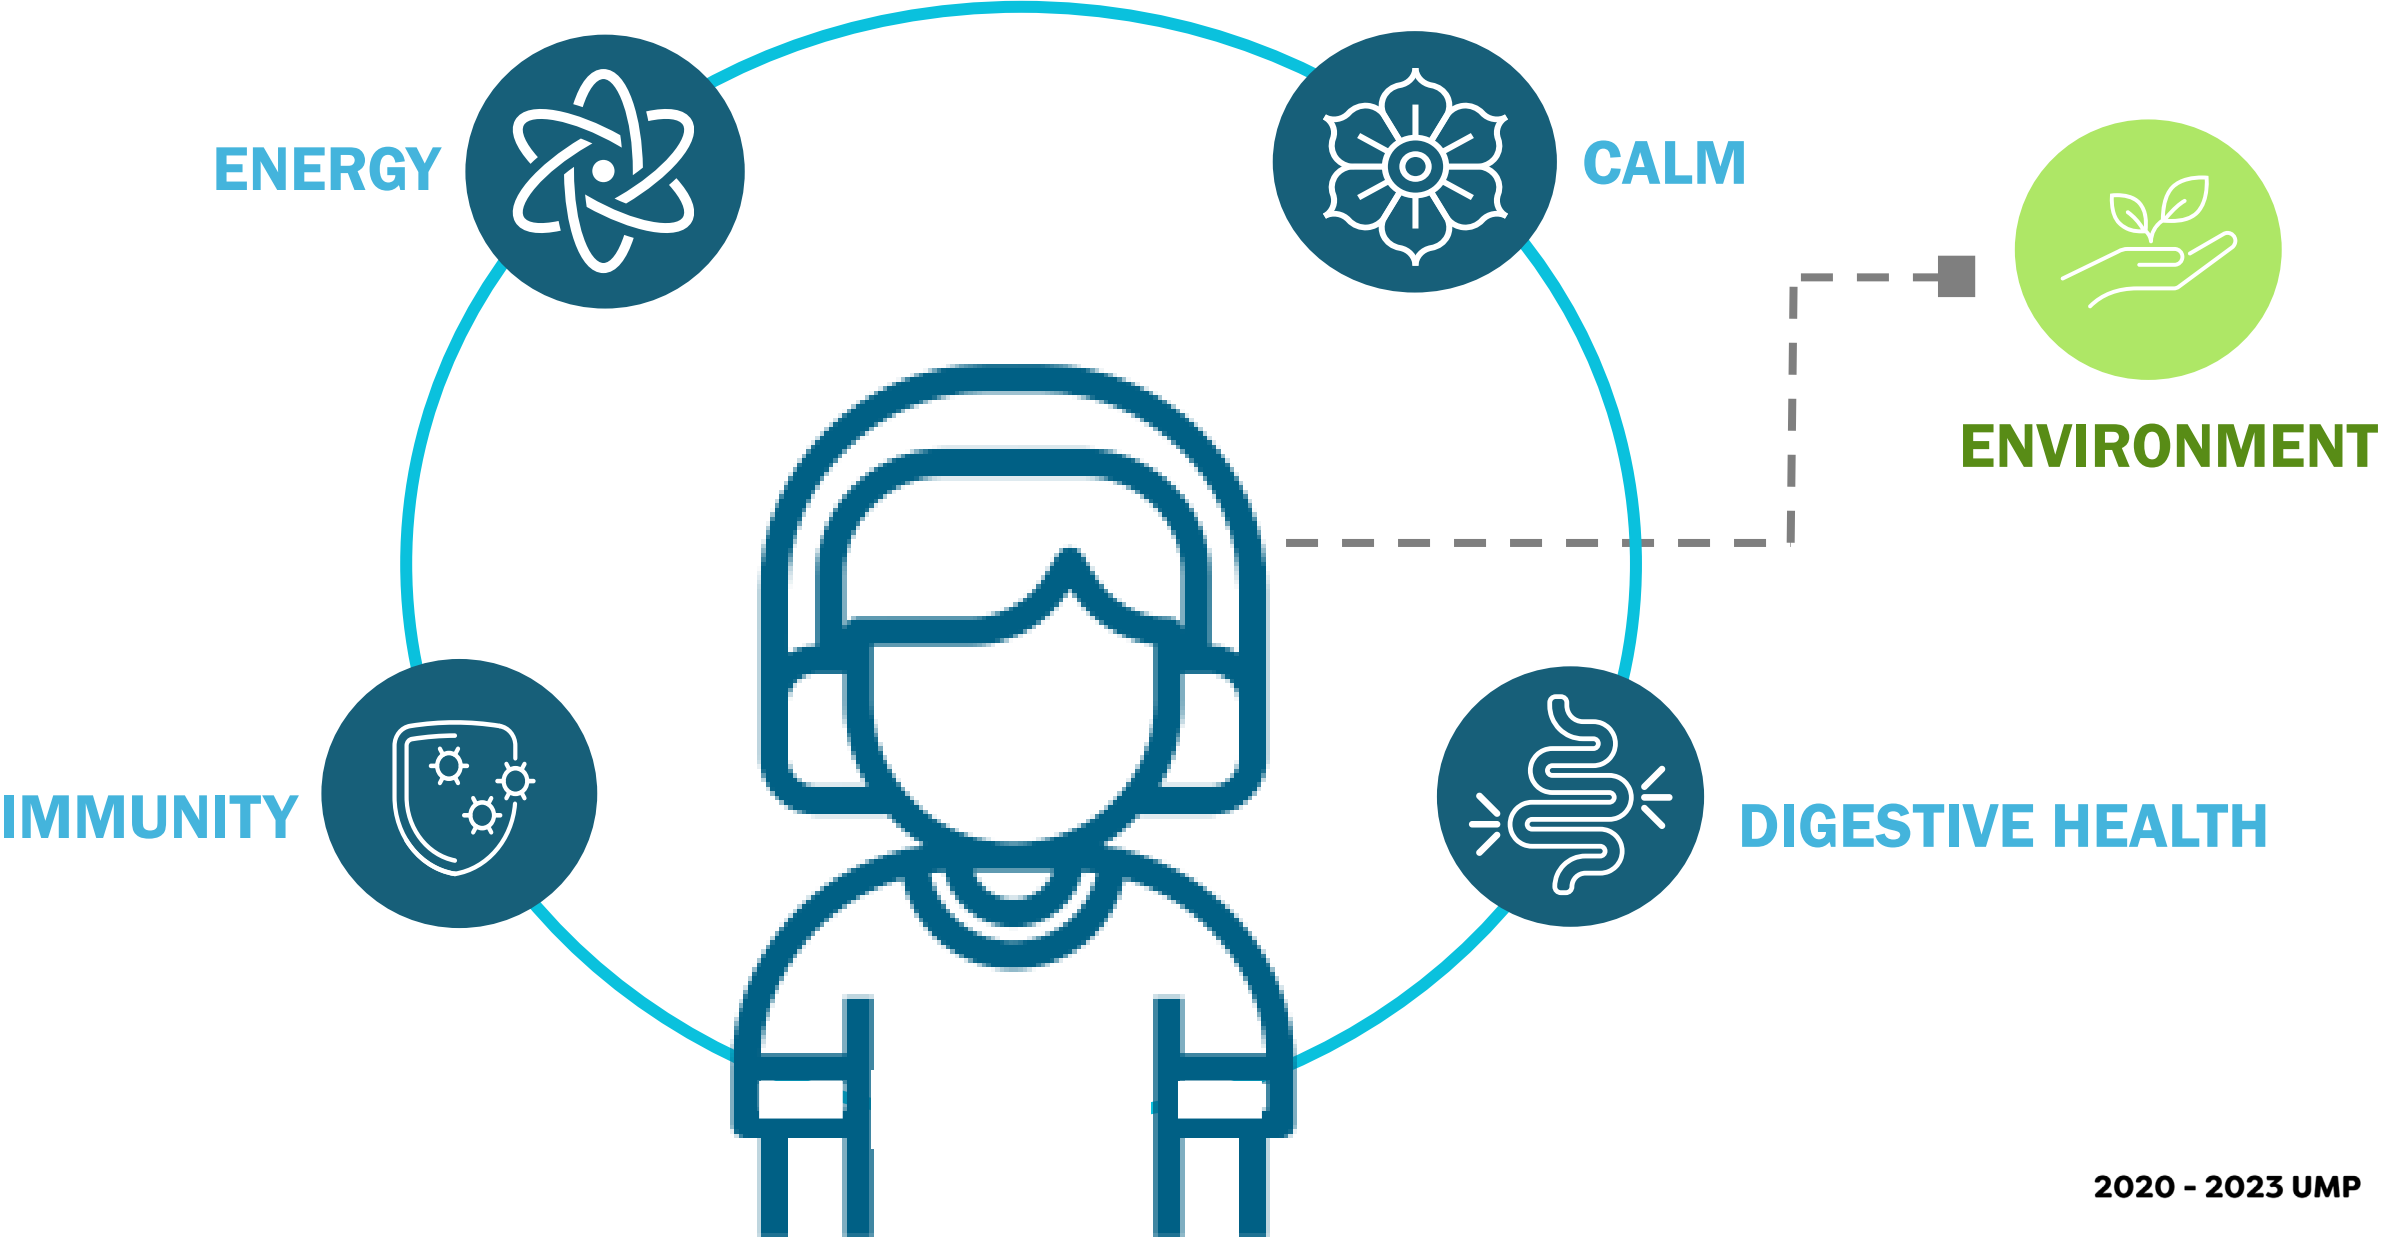 ENERGY
CALM
ENVIRONMENT
IMMUNITY
DIGESTIVE HEALTH
2020 - 2023 UMP